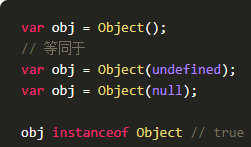 var obj = Object();
// 等同于
var obj = Object(undefined);
var obj = Object(null);
obj instanceof Object // true